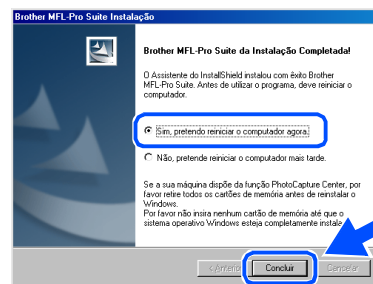 Brother MFL-Pro Suite Instalação
Brother MFL-Pro Suite da Instalação Completada!
O Assistente do InstallShield instalou com êxito Brother
MFL-Pro Suite. Antes de utilizar o programa, deve reiniciar o
computador.
Sim, pretendo reiniciar o computador agora.
Não, pretende reiniciar o computador mais tarde.
Se a sua máquina dispõe da função PhotoCapture Center, por
favor retire todos os cartões de memória antes de reinstalar o
Windows.
Por favor não insira nenhum cartão de memória até que o
sistema operativo Windows esteja completamente
< Anterior Concluir Cancelar